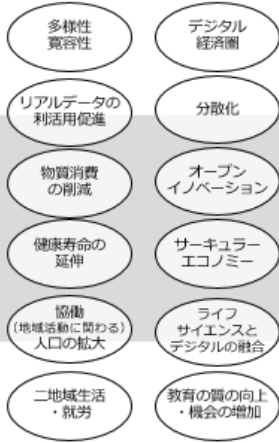 多様性
寛容性
デジタル
経済圏
リアルデータの
利活用促進
分散化
物質消費
の削減
オープン
イノベーション
健康寿命の
延伸
サーキュラー
エコノミー
協働
(地域活動に関わる)
人口の拡大
ライフ
サイエンスと
デジタルの融合
二地域生活
・就労
教育の質の向上
・機会の増加